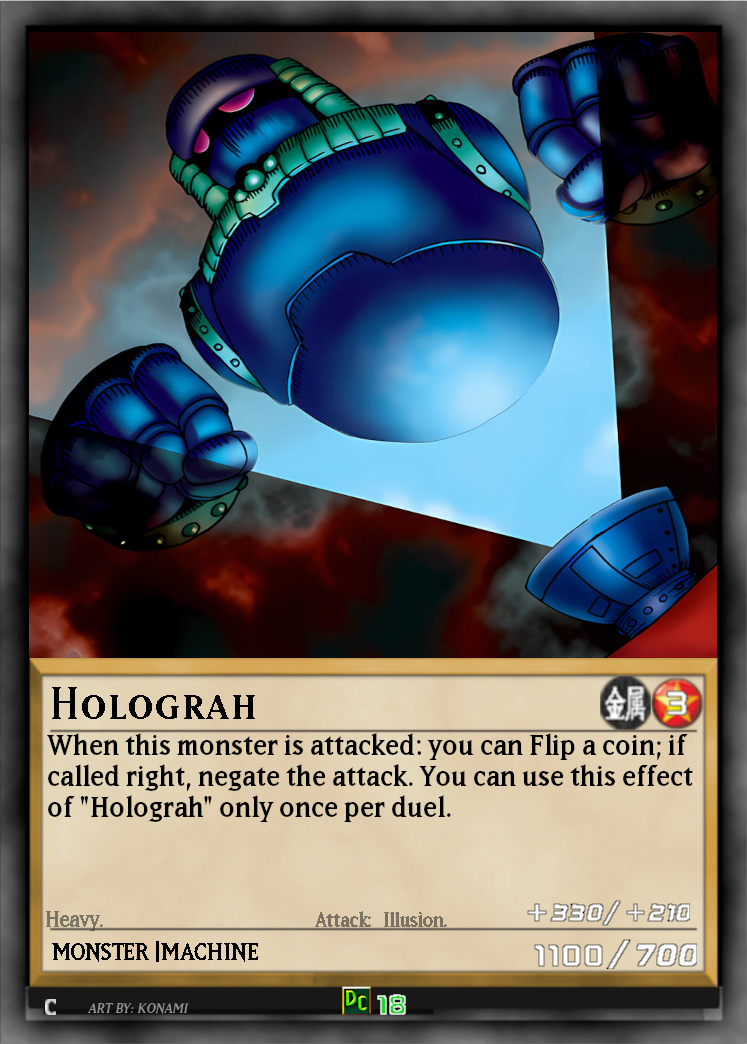 Holograh
金属 3
When this monster is attacked: you can Flip a coin; if
called right, negate the attack. You can use this effect
of "Holograh" only once per duel.
Heavy. Attack: Illusion. +330/+210
MONSTER |MACHINE 1100/700
C ART BY: KONAMI DC 18